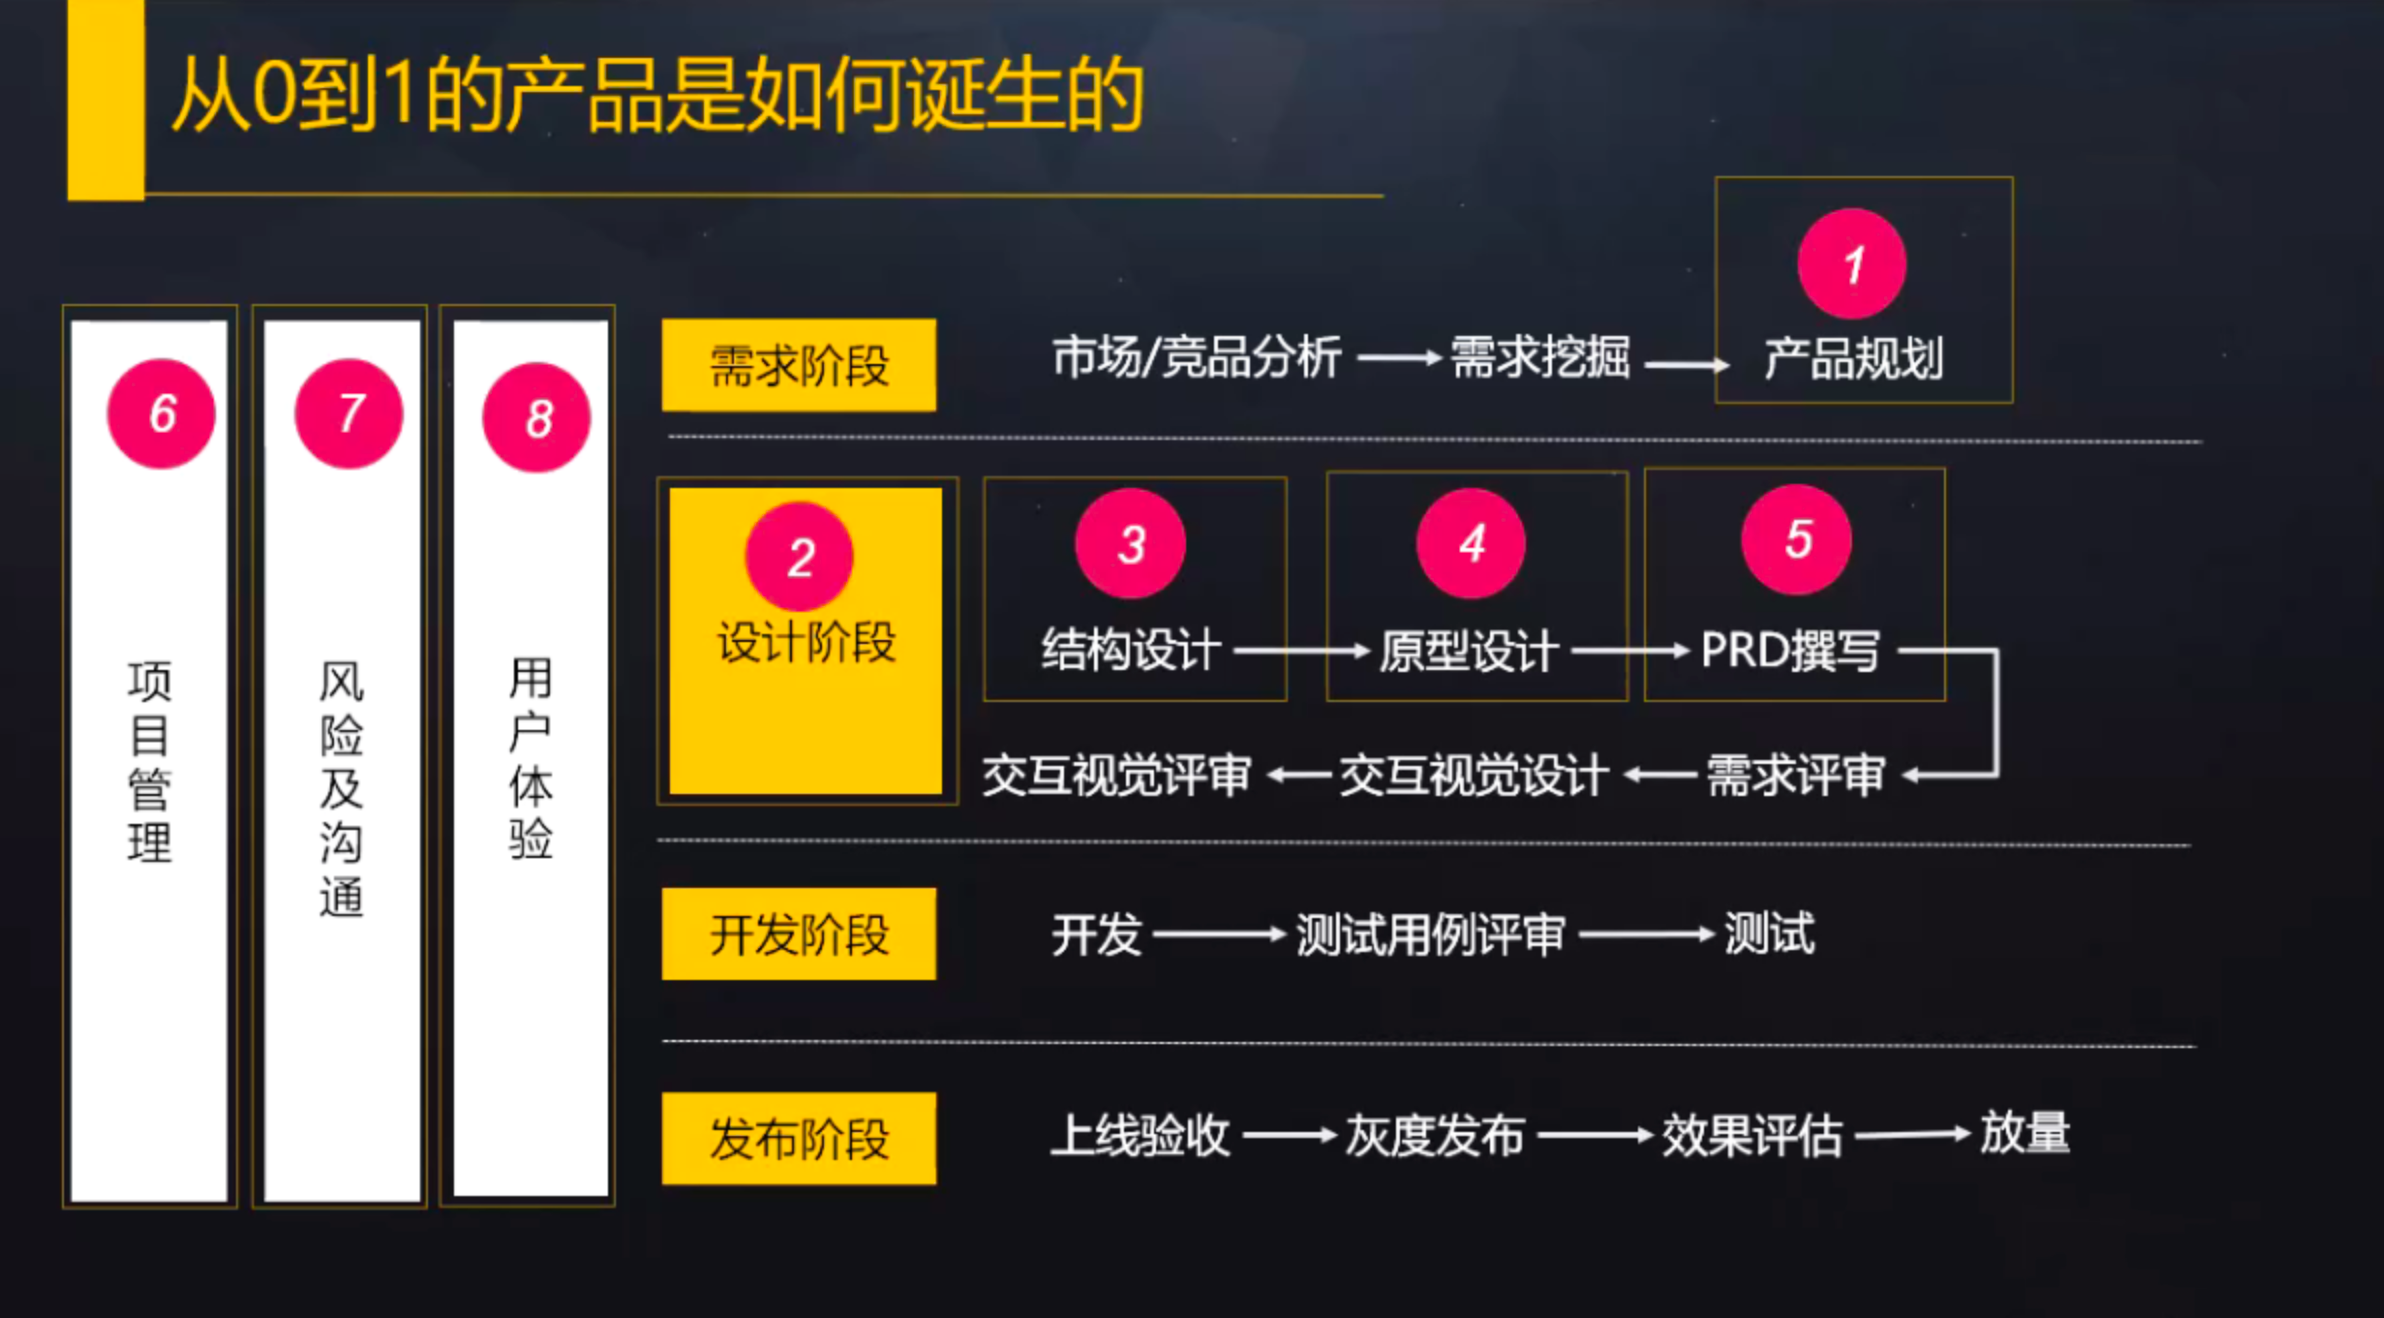 从0到1的产品是如何诞生的
6
项目管理
7
风险及沟通
8
用户体验
需求阶段
市场/竞品分析
需求挖掘
1
产品规划
2
设计阶段
3
结构设计
4
原型设计
5
PRD撰写
需求评审
交互视觉设计
交互视觉评审
开发阶段
开发
测试用例评审
测试
发布阶段
上线验收
灰度发布
效果评估
放量